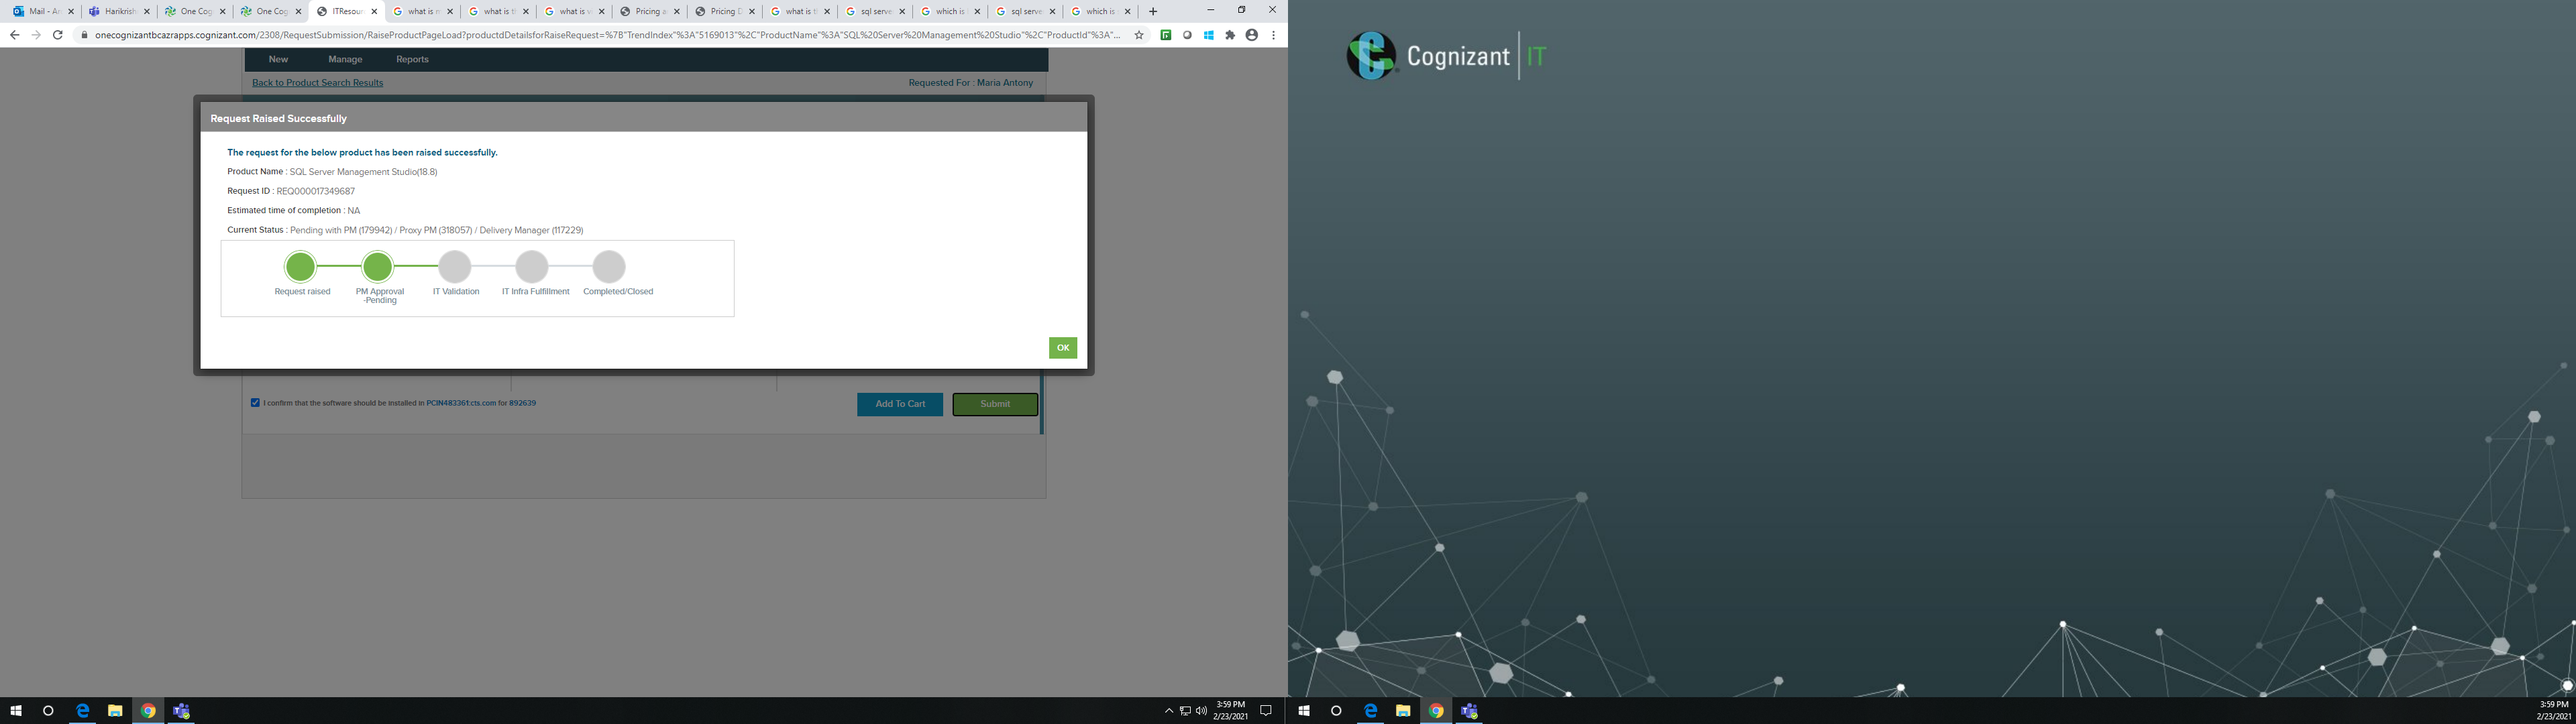 Mail - An
Harikrish
One Cog
One Cog
ITResour
what is
what is t
what is v
Pricing a
Pricing D
what is t
sql serve
which is
sql serve
which is
onecognizantbcazrapps.cognizant.com/2308/RequestSubmission/RaiseProductPageLoad?productdDetailsforRaiseRequest=%7B"TrendIndex"%3A"5169013"%2C"ProductName"%3A"SQL%20Server%20Management%20Studio"%2C"ProductId"%3A"...
New Manage Reports
Back to Product Search Results Requested For : Maria Antony
Request Raised Successfully
The request for the below product has been raised successfully.
Product Name : SQL Server Management Studio(18.8)
Request ID : REQ000017349687
Estimated time of completion : NA
Current Status : Pending with PM (179942) / Proxy PM (318057) / Delivery Manager (117229)
Request raised
PM Approval
-Pending
IT Validation
IT Infra Fulfillment
Completed/Closed
OK
I confirm that the software should be installed in PCIN483361:cts.com for 892639
Add To Cart Submit
3:59 PM
2/23/2021
Cognizant IT
3:59 PM
2/23/2021